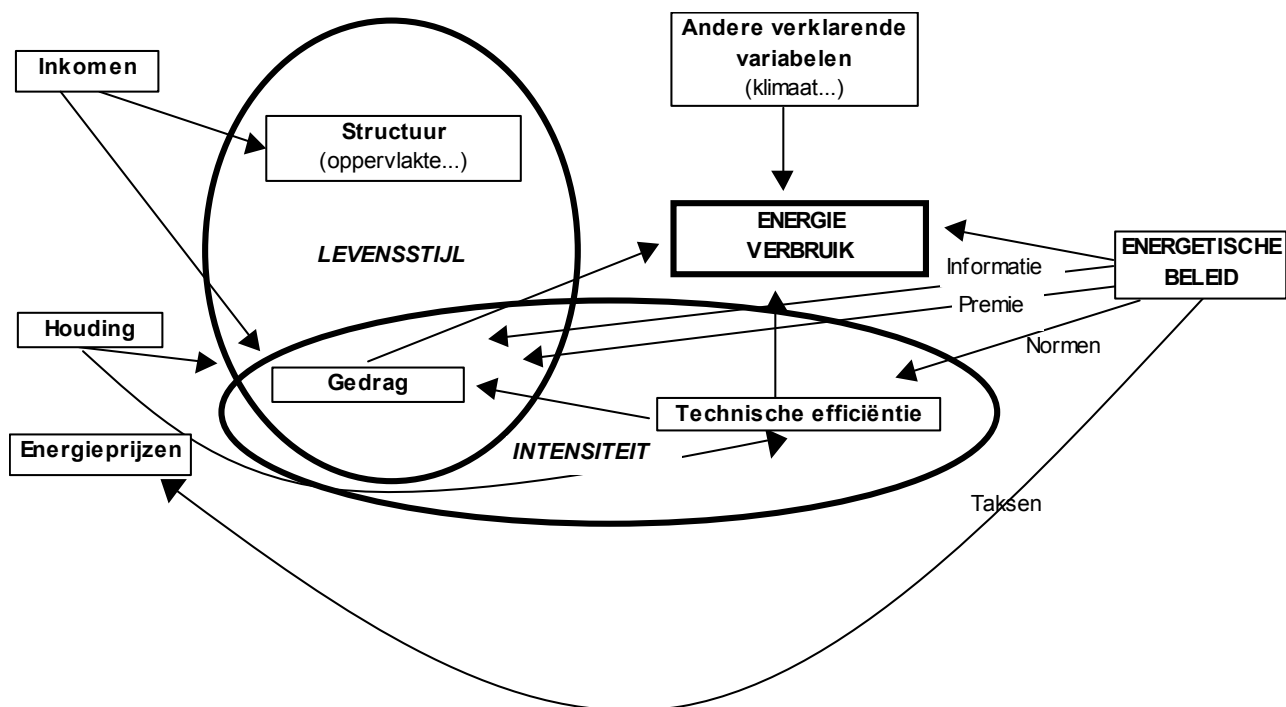 Andere verklarende
variabelen
(klimaat...)
Inkomen
Structuur
(oppervlakte...)
LEVENSSTIJL
ENERGIE
VERBRUIK
ENERGETISCHE
BELEID
Informatie
Premie
Normen
Houding
Gedrag
Technische efficiëntie
Energieprijzen
INTENSITEIT
Taksen